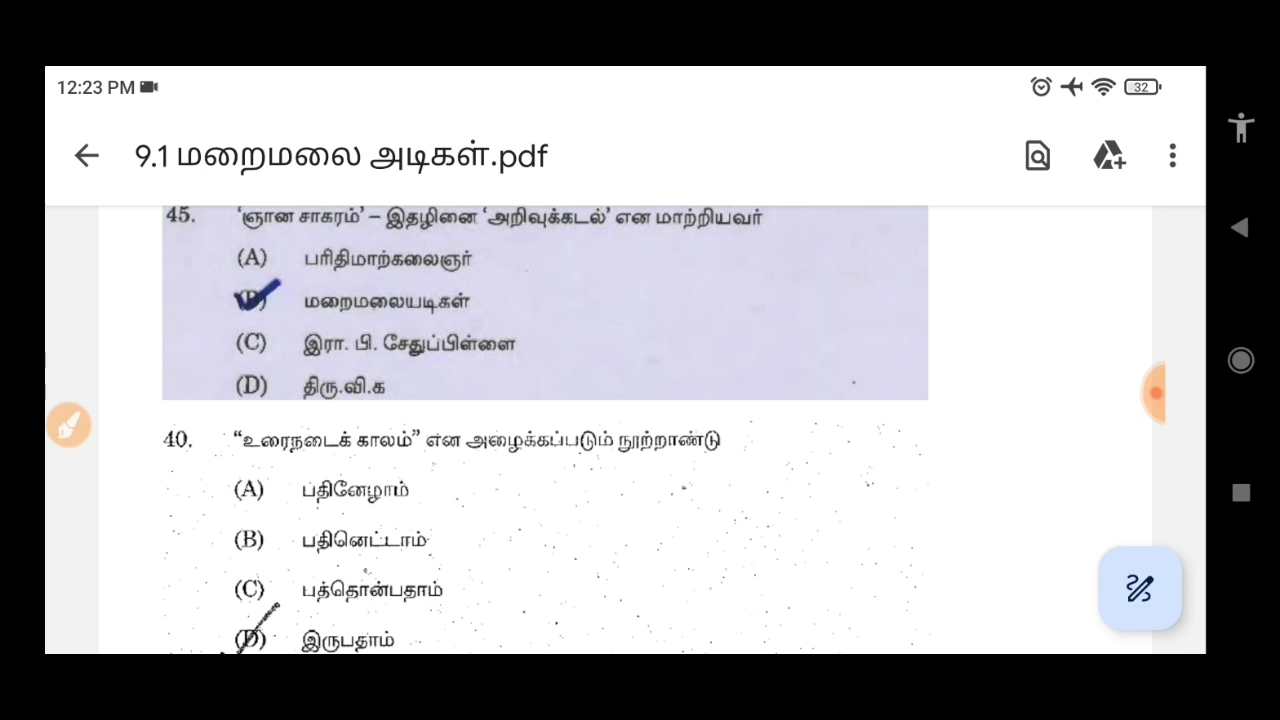 12:23 PM
32
9.1 மறைமலை அடிகள்.pdf
45. 'ஞான சாகரம்' – இதழினை 'அறிவுக்கடல்' என மாற்றியவர்
(A) பரிதிமாற்கலைஞர்
(B) மறைமலையடிகள்
(C) இரா. பி. சேதுப்பிள்ளை
(D) திரு.வி.க
40. “உரைநடைக் காலம்” என அழைக்கப்படும் நூற்றாண்டு
(A) பதினேழாம்
(B) பதினெட்டாம்
(C) பத்தொன்பதாம்
(D) இருபதாம்